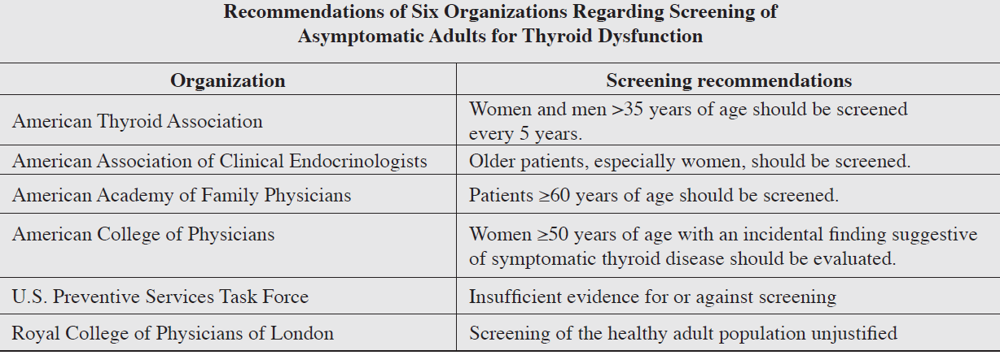 Recommendations of Six Organizations Regarding Screening of
Asymptomatic Adults for Thyroid Dysfunction
Organization
Screening recommendations
American Thyroid Association
Women and men >35 years of age should be screened
every 5 years.
American Association of Clinical Endocrinologists
Older patients, especially women, should be screened.
American Academy of Family Physicians
Patients ≥60 years of age should be screened.
American College of Physicians
Women ≥50 years of age with an incidental finding suggestive
of symptomatic thyroid disease should be evaluated.
U.S. Preventive Services Task Force
Insufficient evidence for or against screening
Royal College of Physicians of London
Screening of the healthy adult population unjustified